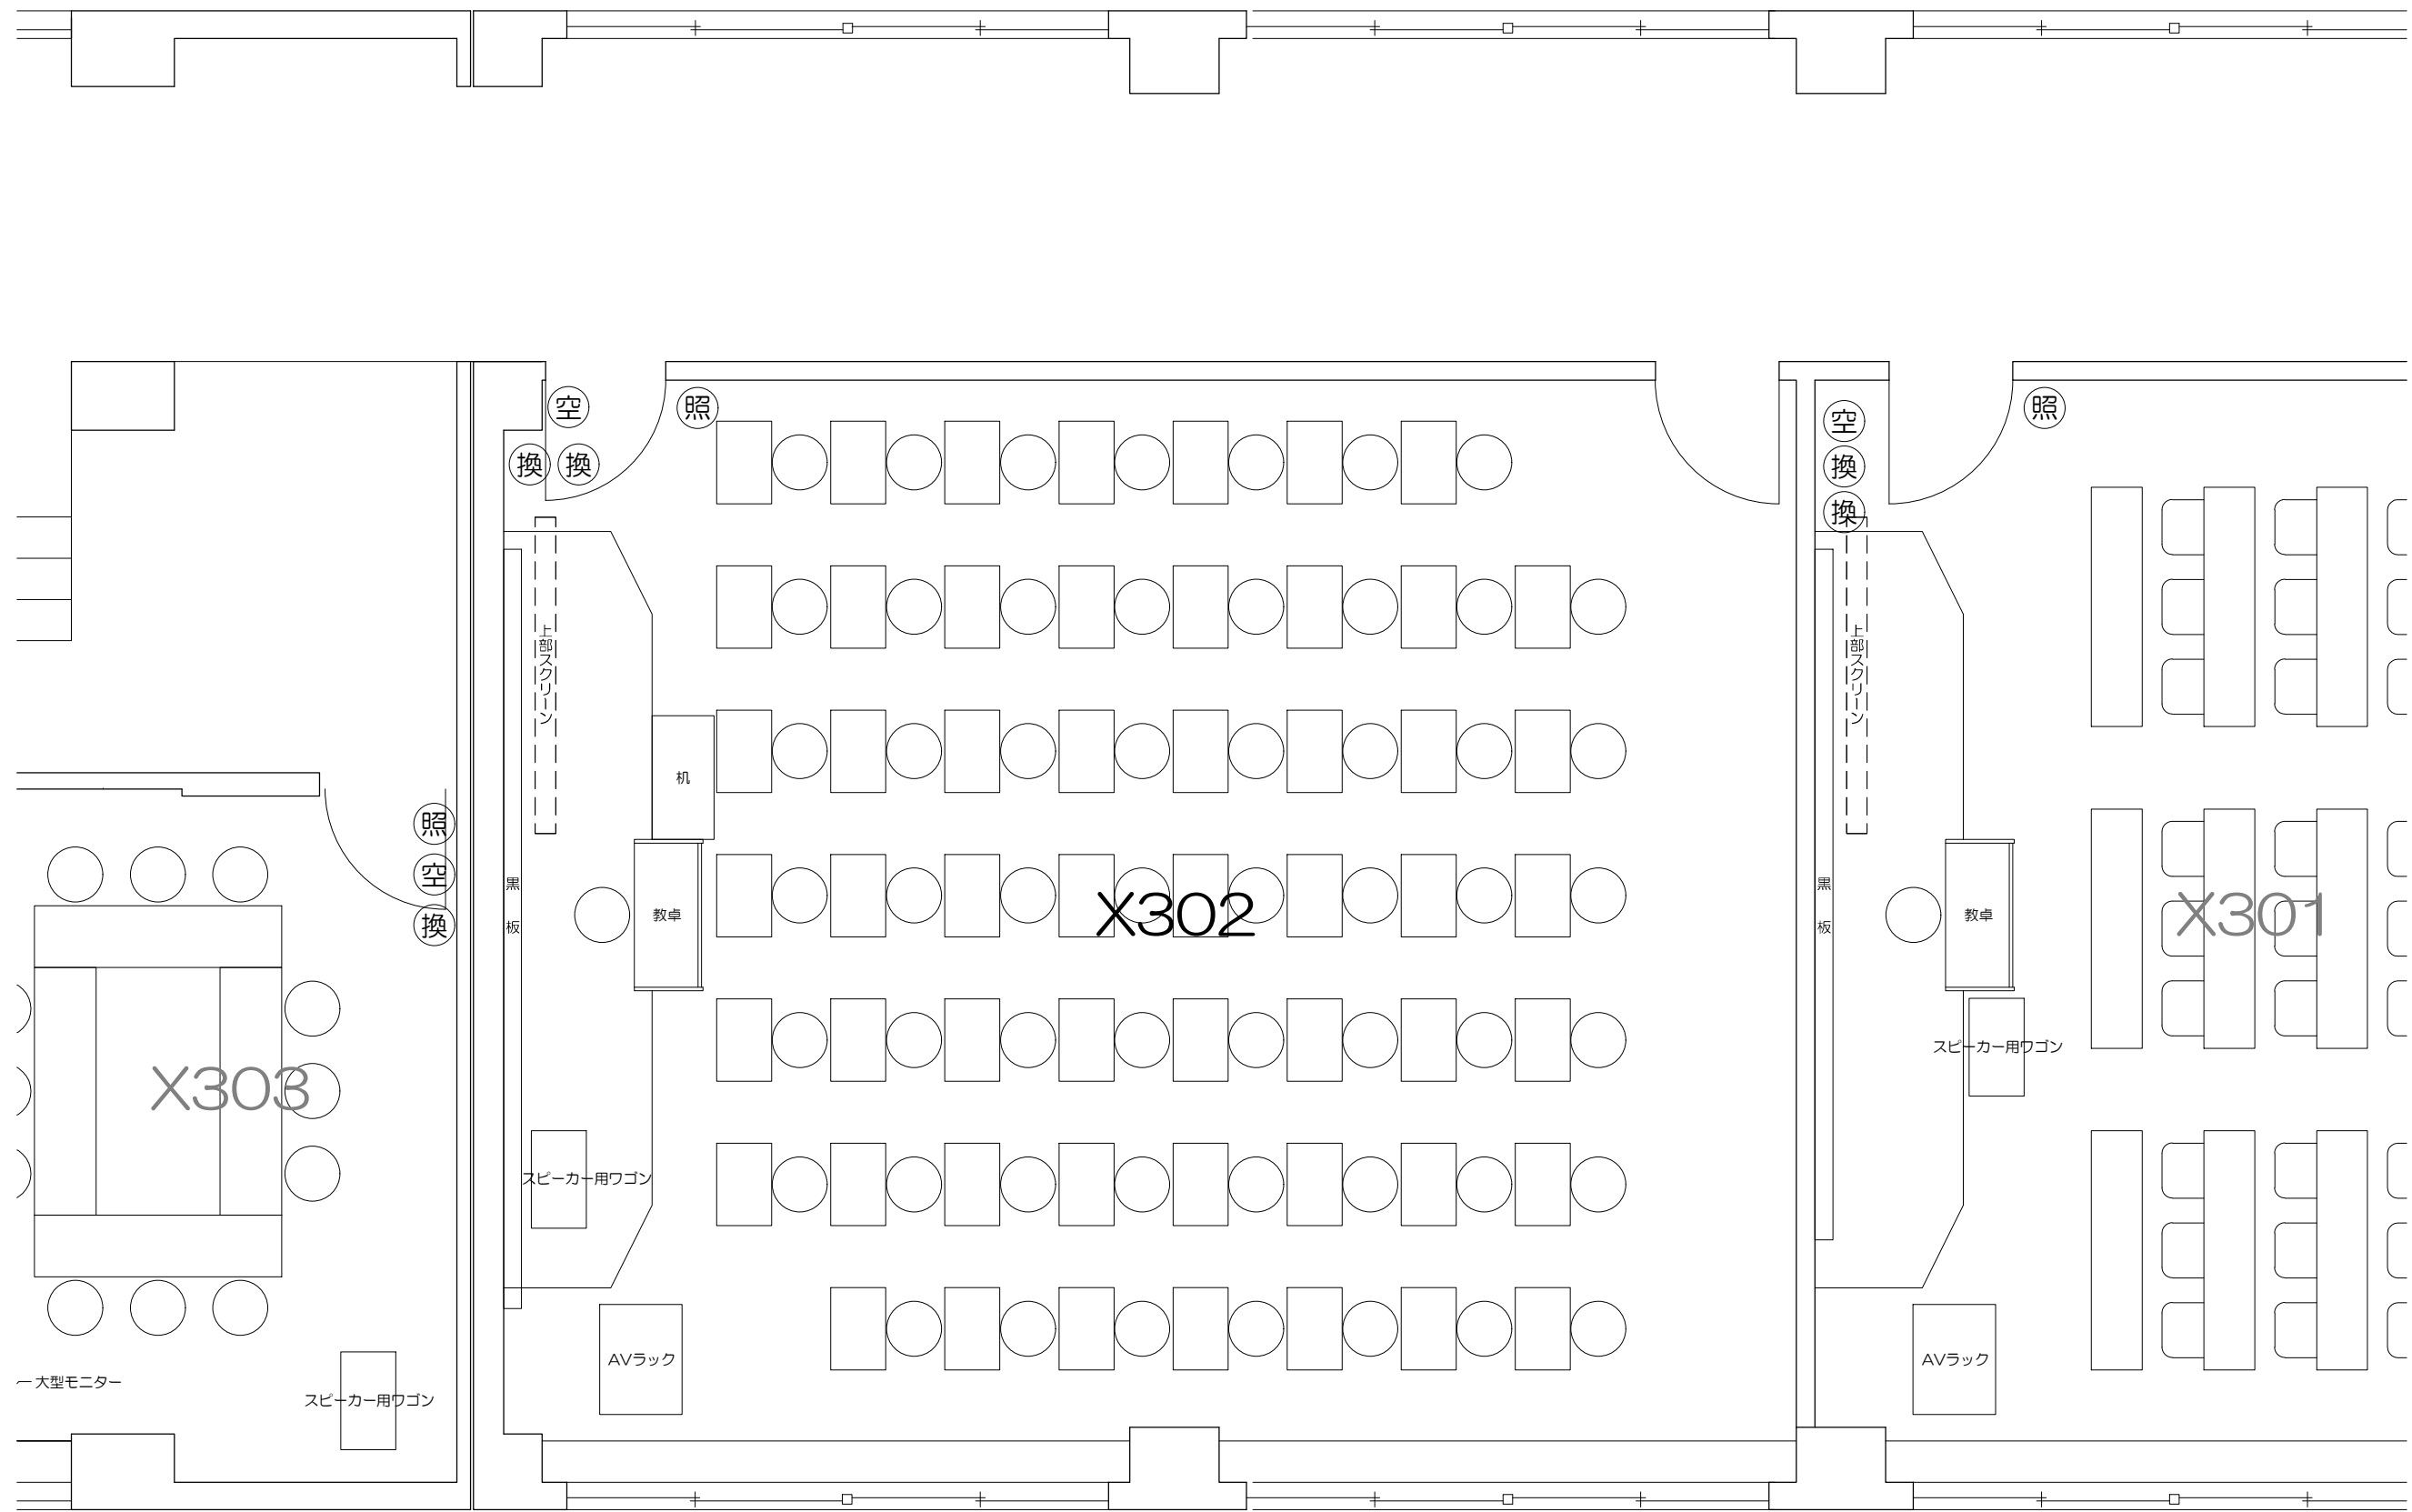 空
照
換
換
空
照
換
換
上部スクリーン
上部スクリーン
机
照
空
換
黒板
教卓
X302
黒板
教卓
X301
スピーカー用ワゴン
X303
スピーカー用ワゴン
AVラック
AVラック
大型モニター
スピーカー用ワゴン